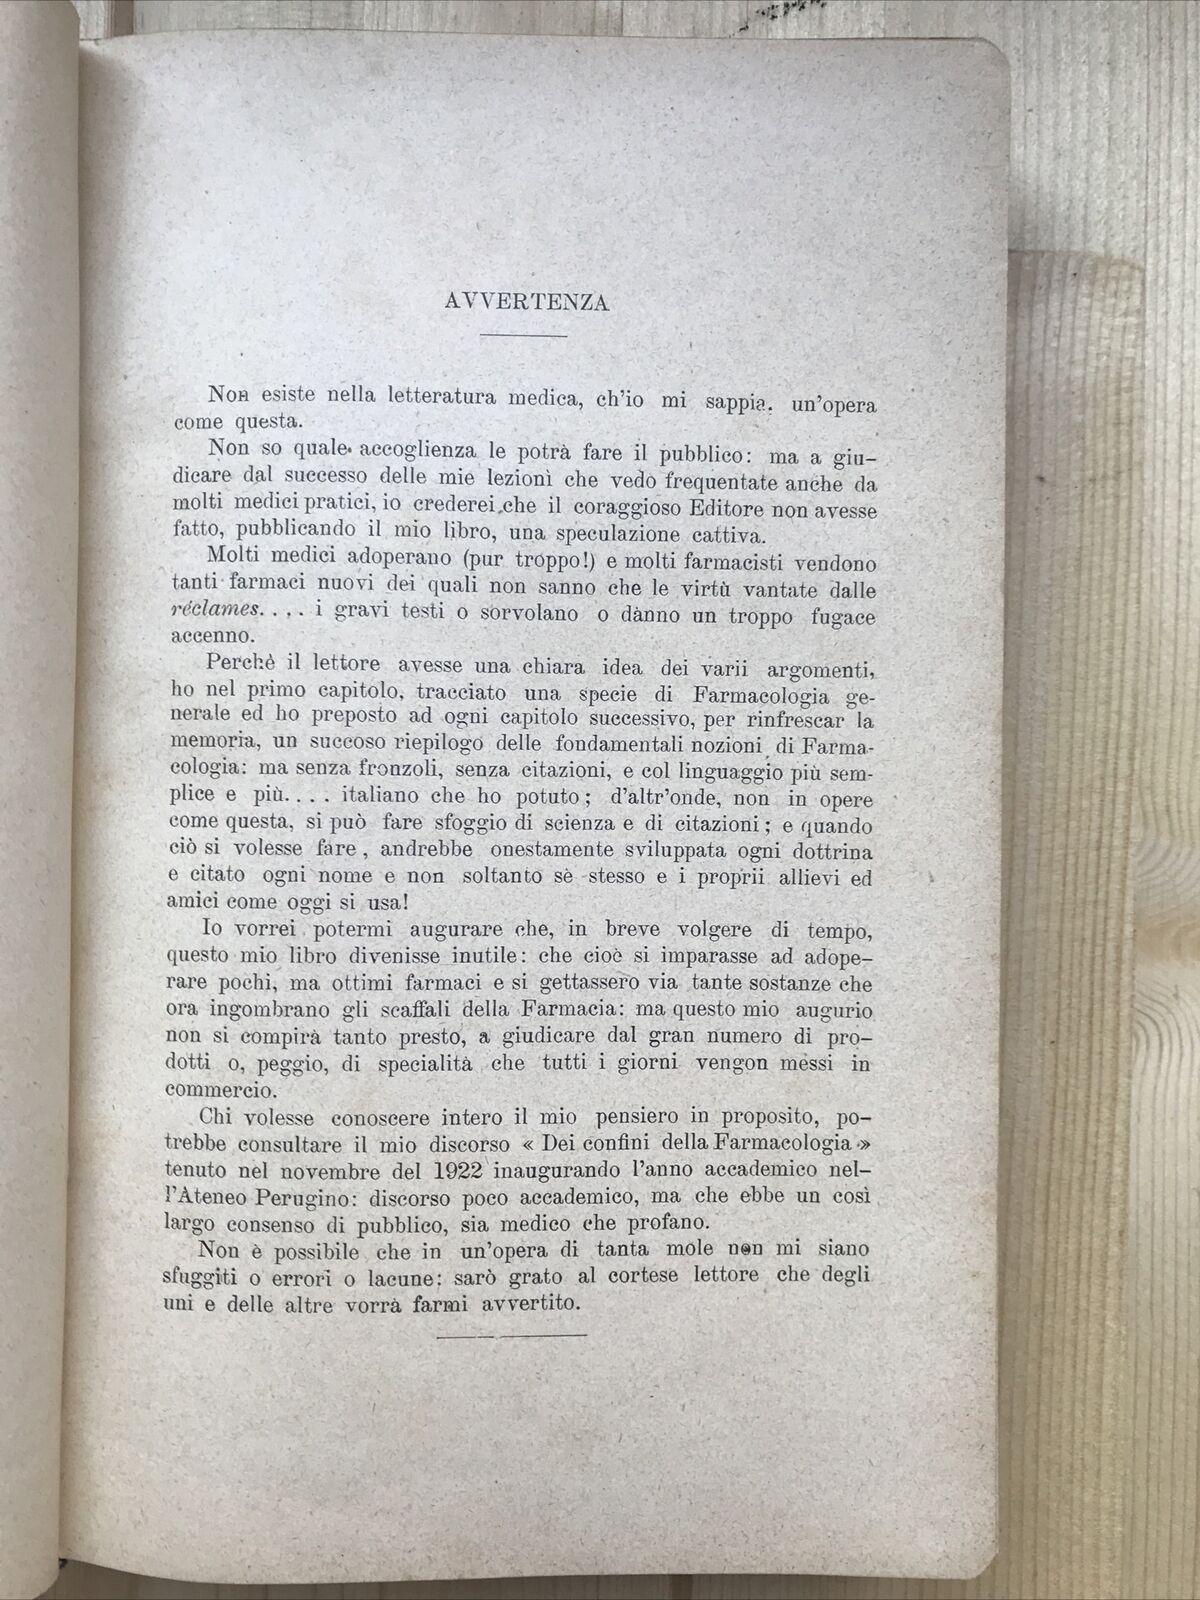 AVVERTENZA
Non esiste nella letteratura medica, ch'io mi sappia, un'opera
come questa.
Non so quale accoglienza le potrà fare il pubblico: ma a giu-
dicare dal successo delle mie lezioni che vedo frequentate anche da
molti medici pratici, io crederei che il coraggioso Editore non avesse
fatto, pubblicando il mio libro, una speculazione cattiva.
Molti medici adoperano (pur troppo!) e molti farmacisti vendono
tanti farmaci nuovi dei quali non sanno che le virtù vantate dalle
réclames.... i gravi testi o sorvolano o dànno un troppo fugace
accenno.
Perchè il lettore avesse una chiara idea dei varii argomenti,
ho nel primo capitolo, tracciato una specie di Farmacologia ge-
nerale ed ho preposto ad ogni capitolo successivo, per rinfrescar la
memoria, un succoso riepilogo delle fondamentali nozioni di Farma-
cologia: ma senza fronzoli, senza citazioni, e col linguaggio più sem-
plice e più.... italiano che ho potuto; d'altr'onde, non in opere
come questa, si può fare sfoggio di scienza e di citazioni; e quando
ciò si volesse fare, andrebbe onestamente sviluppata ogni dottrina
e citato ogni nome e non soltanto sè stesso e i proprii allievi ed
amici come oggi si usa!
Io vorrei potermi augurare che, in breve volgere di tempo,
questo mio libro divenisse inutile: che cioè si imparasse ad adope-
rare pochi, ma ottimi farmaci e si gettassero via tante sostanze che
ora ingombrano gli scaffali della Farmacia: ma questo mio augurio
non si compirà tanto presto, a giudicare dal gran numero di pro-
dotti o, peggio, di specialità che tutti i giorni vengon messi in
commercio.
Chi volesse conoscere intero il mio pensiero in proposito, po-
trebbe consultare il mio discorso « Dei confini della Farmacologia »
tenuto nel novembre del 1922 inaugurando l'anno accademico nel-
l'Ateneo Perugino: discorso poco accademico, ma che ebbe un così
largo consenso di pubblico, sia medico che profano.
Non è possibile che in un'opera di tanta mole non mi siano
sfuggiti o errori o lacune: sarò grato al cortese lettore che degli
uni e delle altre vorrà farmi avvertito.